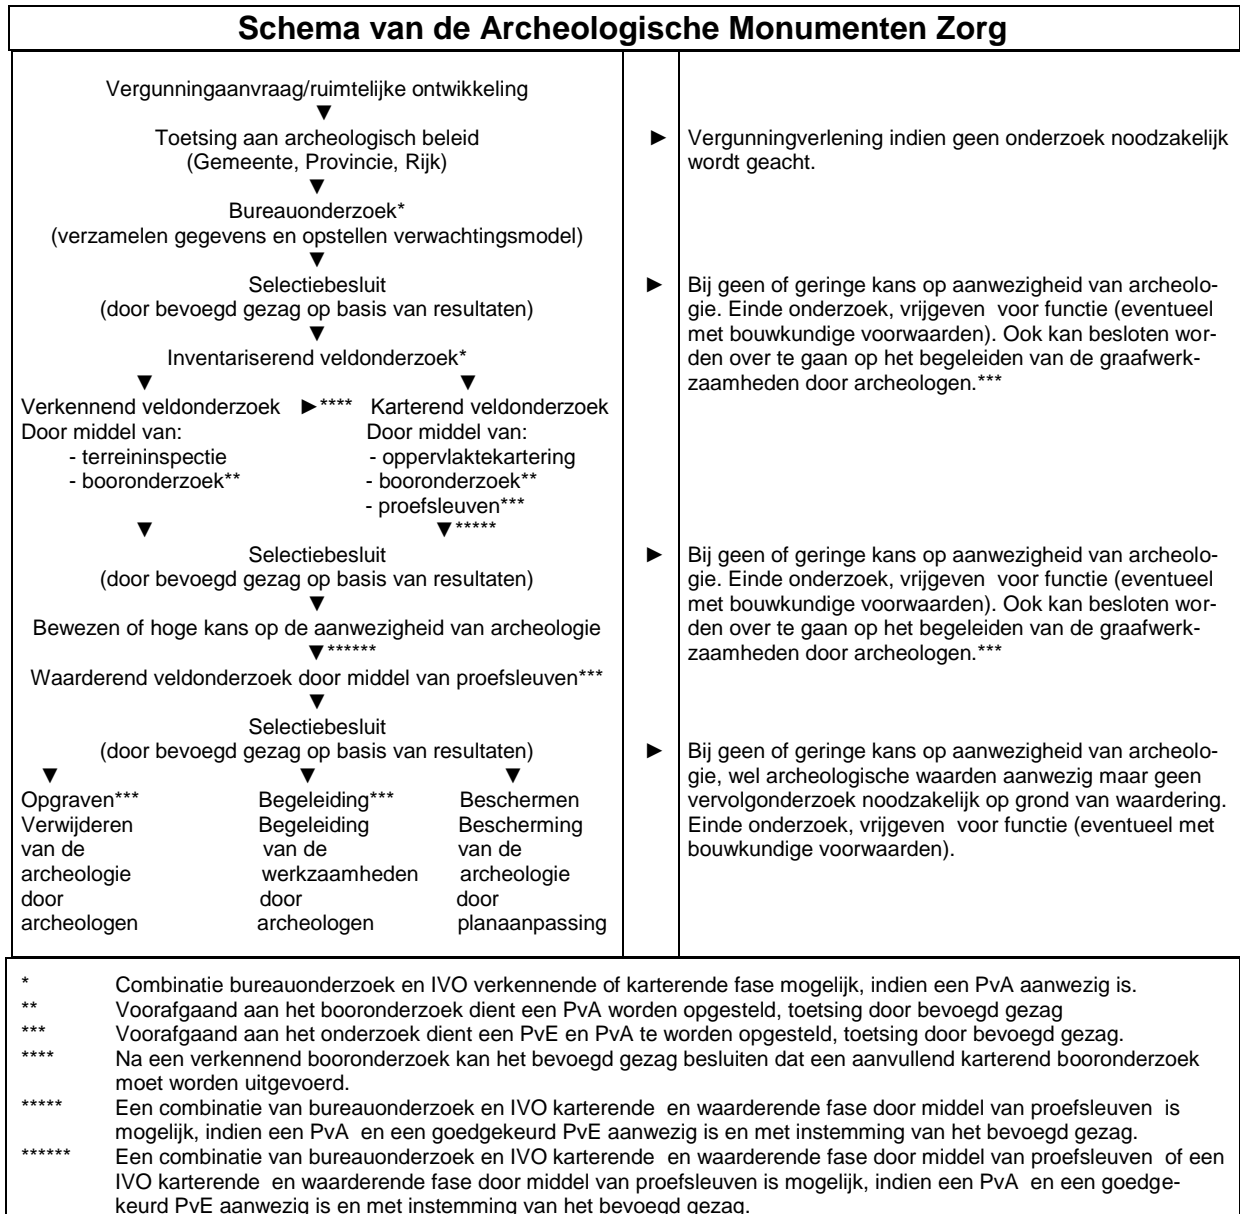 Schema van de Archeologische Monumenten Zorg
Vergunningaanvraag/ruimtelijke ontwikkeling
▼
Toetsing aan archeologisch beleid
(Gemeente, Provincie, Rijk)
► Vergunningverlening indien geen onderzoek noodzakelijk
wordt geacht.
▼
Bureauonderzoek*
(verzamelen gegevens en opstellen verwachtingsmodel)
▼
Selectiebesluit
(door bevoegd gezag op basis van resultaten)
► Bij geen of geringe kans op aanwezigheid van archeolo-
gie. Einde onderzoek, vrijgeven voor functie (eventueel
met bouwkundige voorwaarden). Ook kan besloten wor-
den over te gaan op het begeleiden van de graafwerk-
zaamheden door archeologen.***
▼
Inventariserend veldonderzoek*
▼ ▼
Verkennend veldonderzoek ►**** Karterend veldonderzoek
Door middel van: Door middel van:
- terreininspectie - oppervlaktekartering
- booronderzoek** - booronderzoek**
- proefsleuven***
▼ ▼*****
Selectiebesluit
(door bevoegd gezag op basis van resultaten)
► Bij geen of geringe kans op aanwezigheid van archeolo-
gie. Einde onderzoek, vrijgeven voor functie (eventueel
met bouwkundige voorwaarden). Ook kan besloten wor-
den over te gaan op het begeleiden van de graafwerk-
zaamheden door archeologen.***
▼
Bewezen of hoge kans op de aanwezigheid van archeologie
▼******
Waarderend veldonderzoek door middel van proefsleuven***
▼
Selectiebesluit
(door bevoegd gezag op basis van resultaten)
► Bij geen of geringe kans op aanwezigheid van archeolo-
gie, wel archeologische waarden aanwezig maar geen
vervolgonderzoek noodzakelijk op grond van waardering.
Einde onderzoek, vrijgeven voor functie (eventueel met
bouwkundige voorwaarden).
▼ ▼ ▼
Opgraven*** Begeleiding*** Beschermen
Verwijderen Begeleiding Bescherming
van de van de van de
archeologie werkzaamheden archeologie
door door door
archeologen archeologen planaanpassing
* Combinatie bureauonderzoek en IVO verkennende of karterende fase mogelijk, indien een PvA aanwezig is.
** Voorafgaand aan het booronderzoek dient een PvA worden opgesteld, toetsing door bevoegd gezag
*** Voorafgaand aan het onderzoek dient een PvE en PvA te worden opgesteld, toetsing door bevoegd gezag.
**** Na een verkennend booronderzoek kan het bevoegd gezag besluiten dat een aanvullend karterend booronderzoek
moet worden uitgevoerd.
***** Een combinatie van bureauonderzoek en IVO karterende en waarderende fase door middel van proefsleuven is
mogelijk, indien een PvA en een goedgekeurd PvE aanwezig is en met instemming van het bevoegd gezag.
****** Een combinatie van bureauonderzoek en IVO karterende en waarderende fase door middel van proefsleuven of een
IVO karterende en waarderende fase door middel van proefsleuven is mogelijk, indien een PvA en een goedge-
keurd PvE aanwezig is en met instemming van het bevoegd gezag.